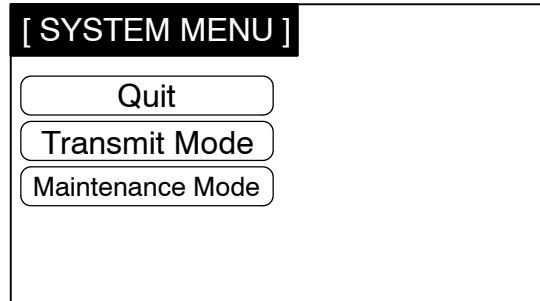 [ SYSTEM MENU ]
Quit
Transmit Mode
Maintenance Mode